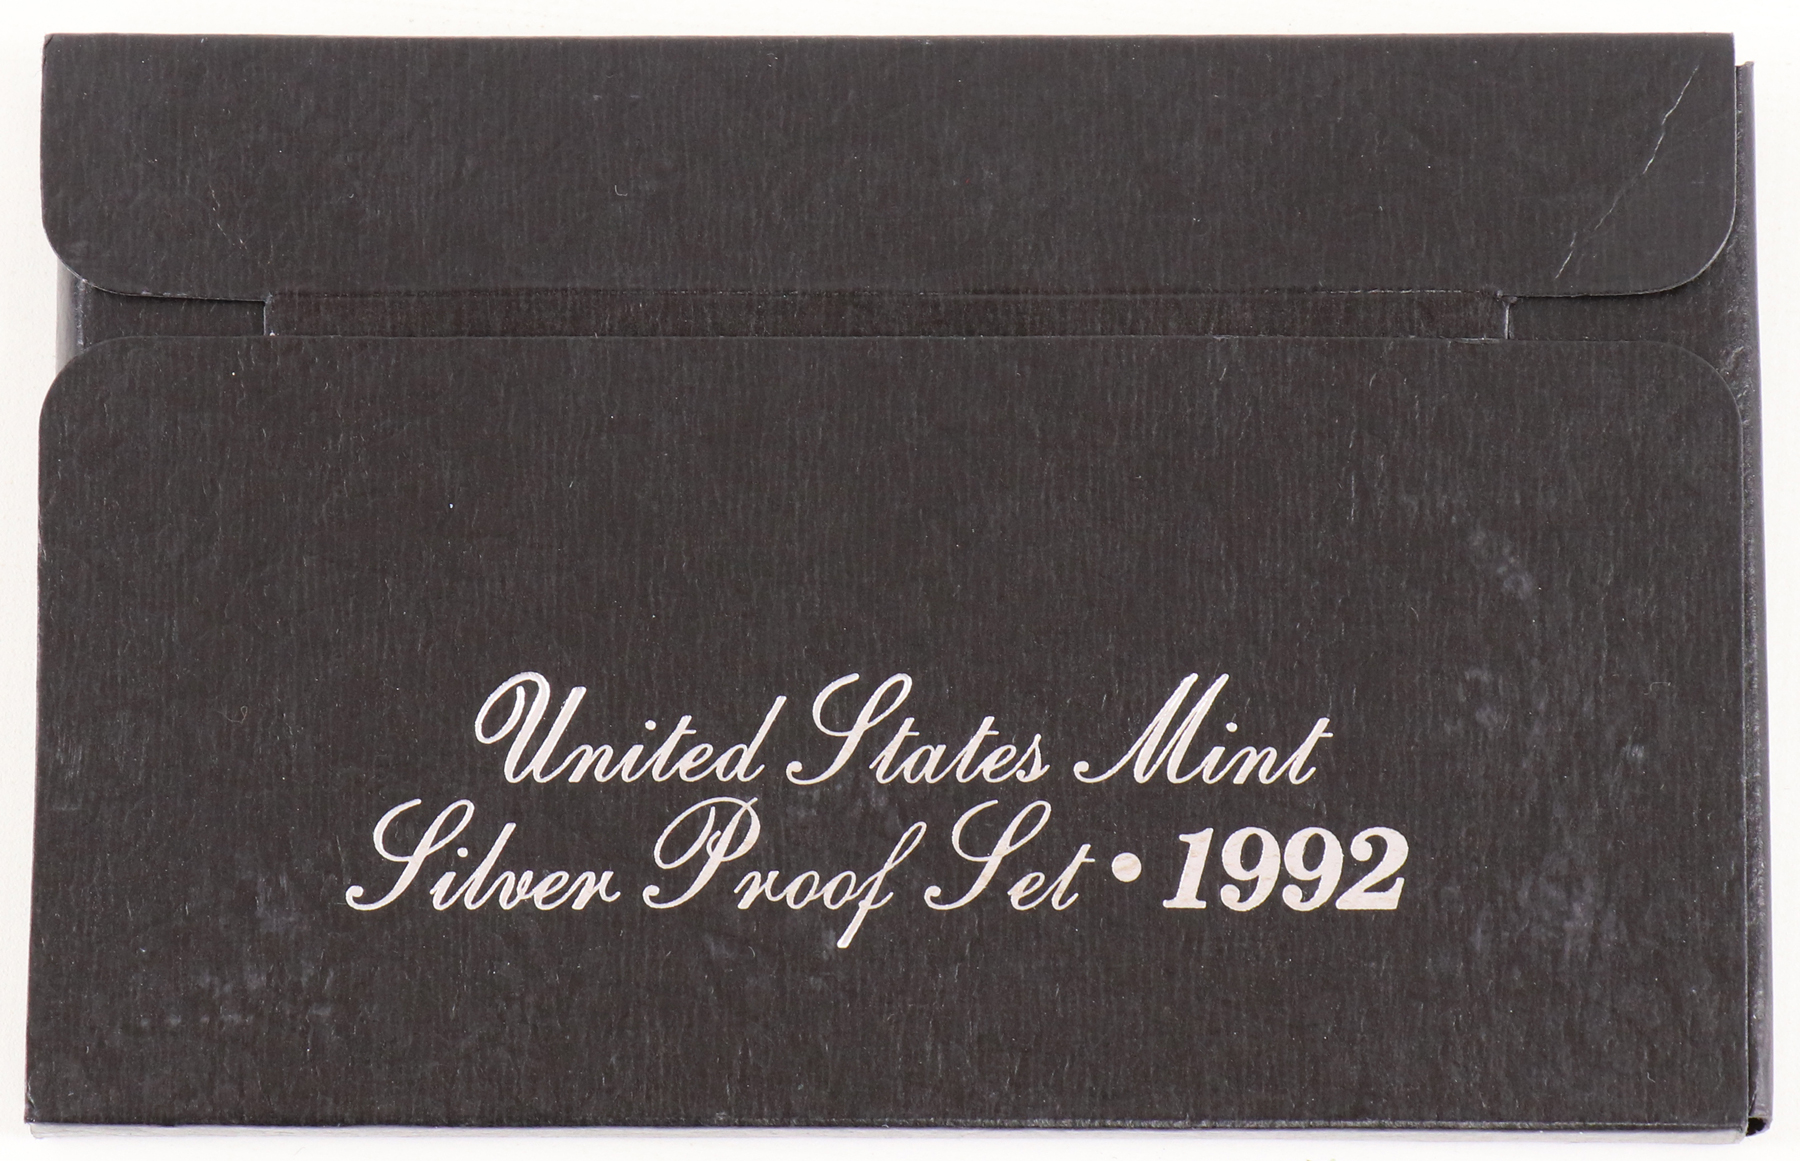 United States Mint
Silver Proof Set • 1992